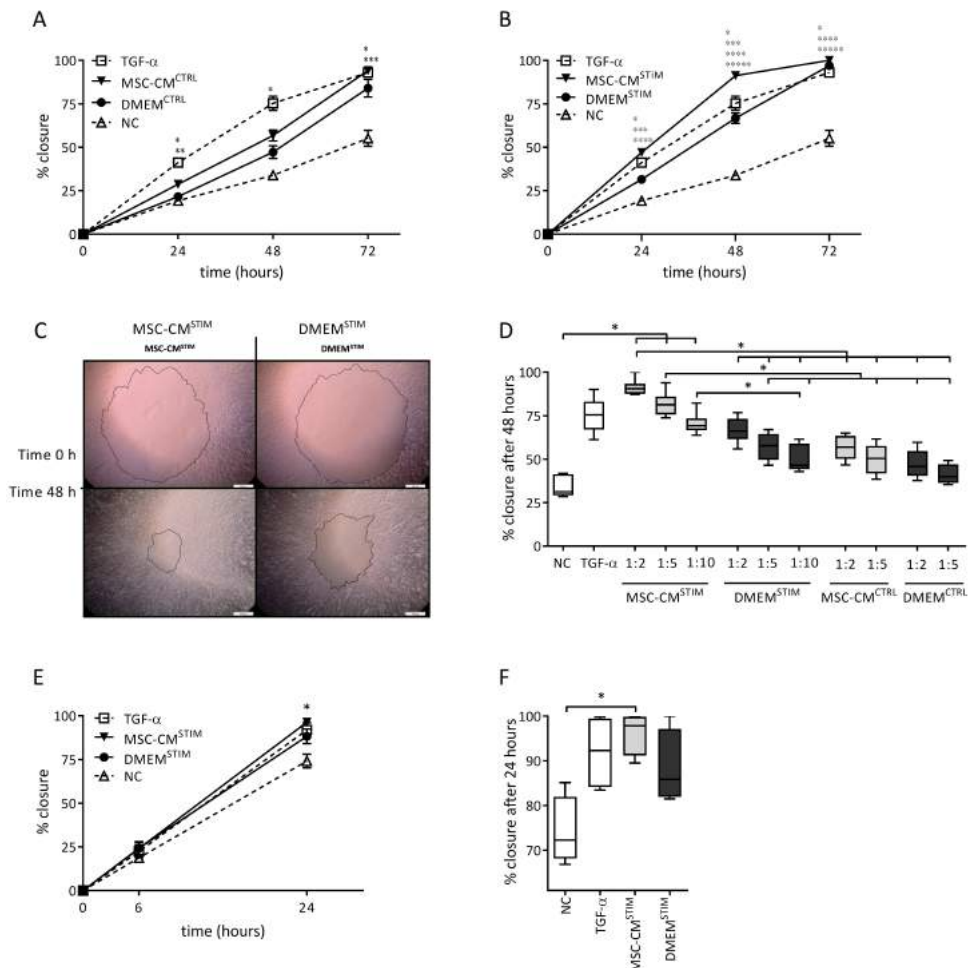 A
% closure
100
75
50
25
0
TGF-α
MSC-CM^CTRL
DMEM^CTRL
NC
*
**
*
*
***
0 24 48 72
time (hours)
B
% closure
100
75
50
25
0
TGF-α
MSC-CM^STIM
DMEM^STIM
NC
0 24 48 72
time (hours)
C
MSC-CM^STIM DMEM^STIM
MSC-CM^STIM DMEM^STIM
Time 0 h
Time 48 h
D
% closure after 48 hours
100
75
50
25
0
*
*
*
*
NC TGF-α 1:2 1:5 1:10 1:2 1:5 1:10 1:2 1:5 1:2 1:5
MSC-CM^STIM DMEM^STIM MSC-CM^CTRL DMEM^CTRL
E
% closure
100
75
50
25
0
TGF-α
MSC-CM^STIM
DMEM^STIM
NC
*
0 6 24
time (hours)
F
% closure after 24 hours
100
90
80
70
*
NC
TGF-α
MSC-CM^STIM
DMEM^STIM